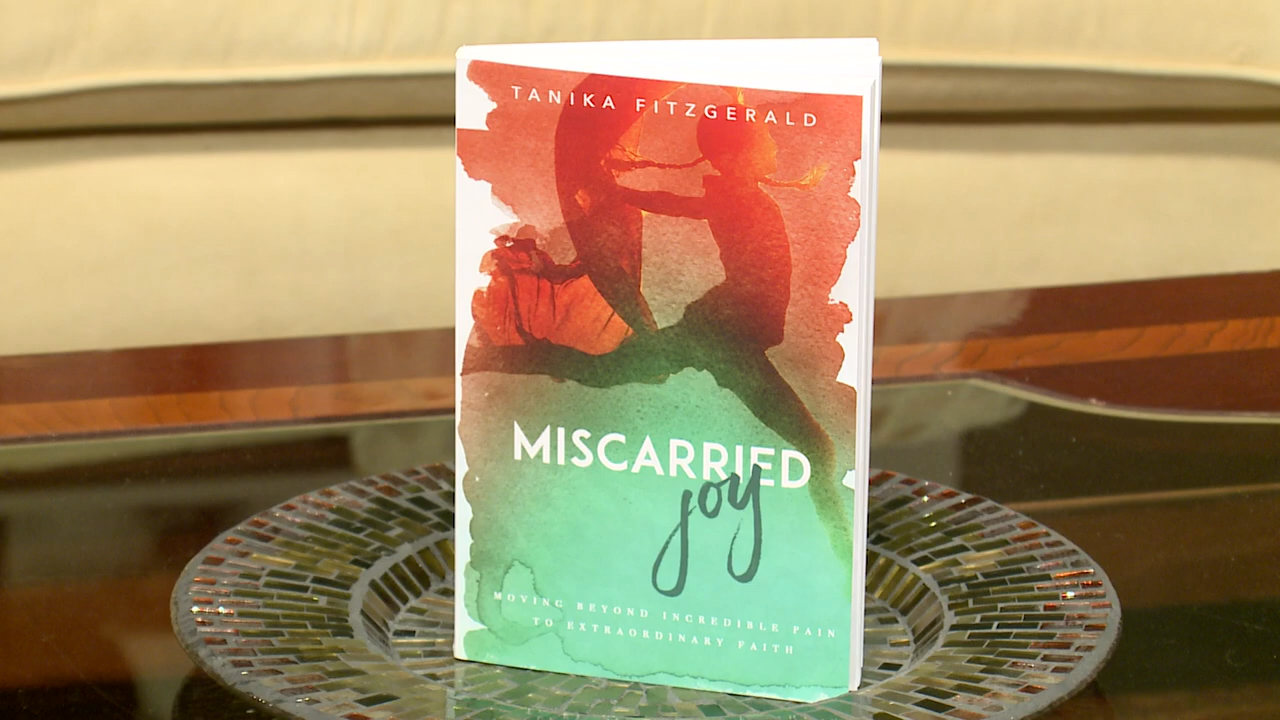 TANIKA FITZGERALD
MISCARRIED
joy
MOVING BEYOND INCREDIBLE PAIN
TO EXTRAORDINARY FAITH